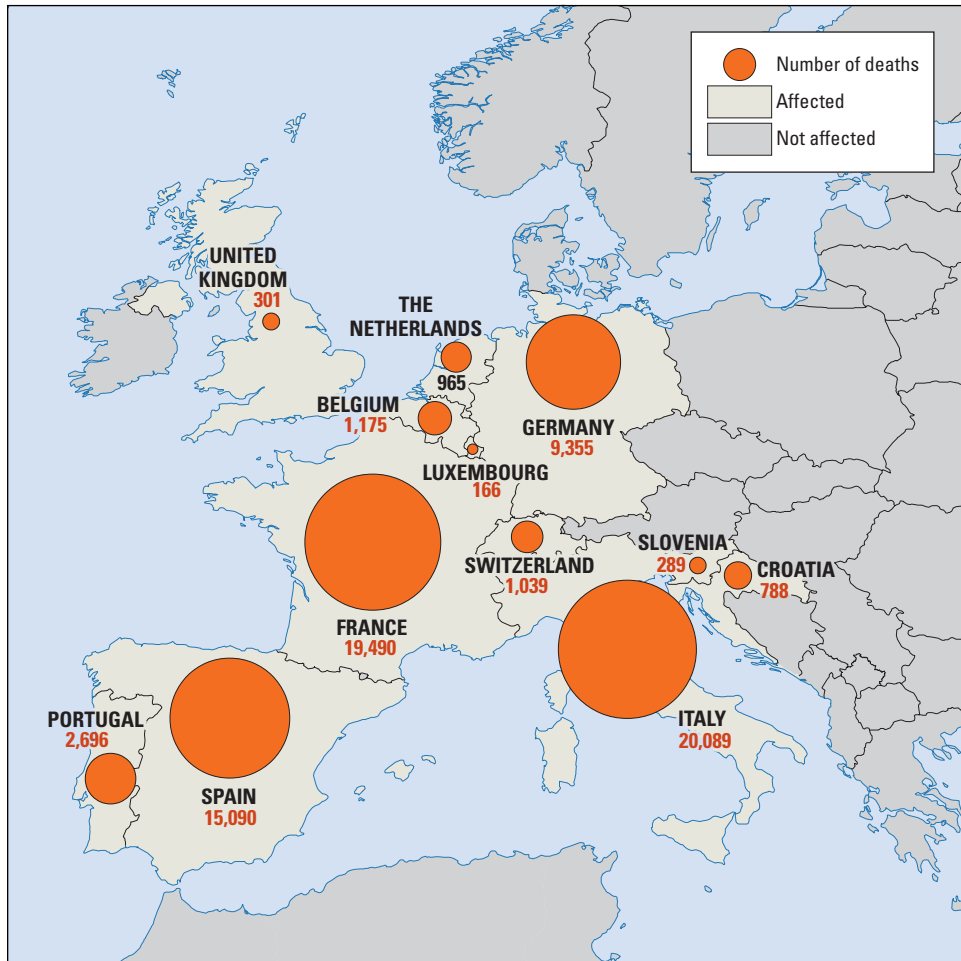 Number of deaths
Affected
Not affected
UNITED
KINGDOM
301
THE
NETHERLANDS
965
BELGIUM
1,175
GERMANY
9,355
LUXEMBOURG
166
SWITZERLAND
1,039
SLOVENIA
289
CROATIA
788
FRANCE
19,490
ITALY
20,089
PORTUGAL
2,696
SPAIN
15,090